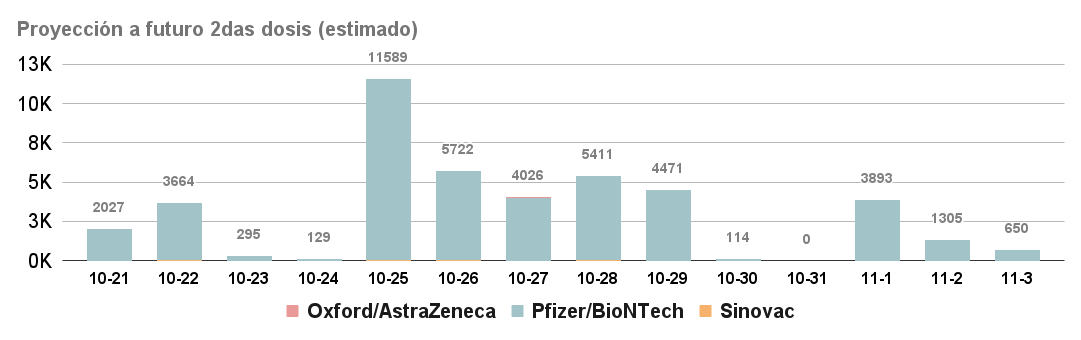 Proyección a futuro 2das dosis (estimado)
13K
10K
8K
5K
3K
0K
2027
3664
295
129
11589
5722
4026
5411
4471
114
0
3893
1305
650
10-21 10-22 10-23 10-24 10-25 10-26 10-27 10-28 10-29 10-30 10-31 11-1 11-2 11-3
Oxford/AstraZeneca Pfizer/BioNTech Sinovac